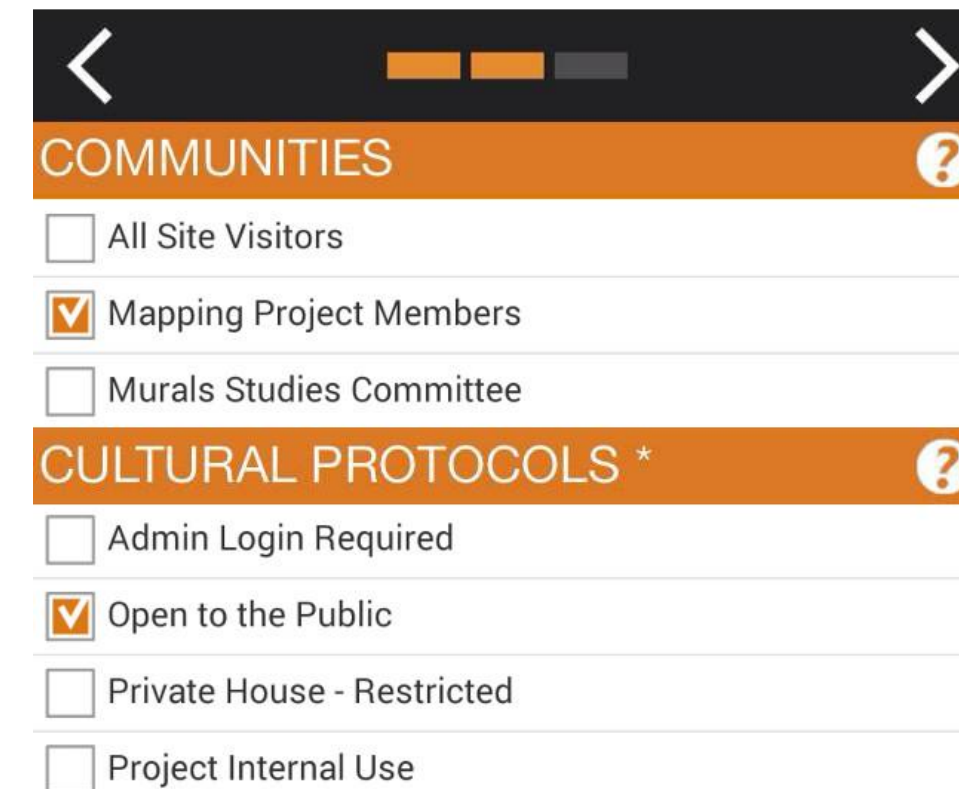 COMMUNITIES
All Site Visitors
Mapping Project Members
Murals Studies Committee
CULTURAL PROTOCOLS *
Admin Login Required
Open to the Public
Private House - Restricted
Project Internal Use